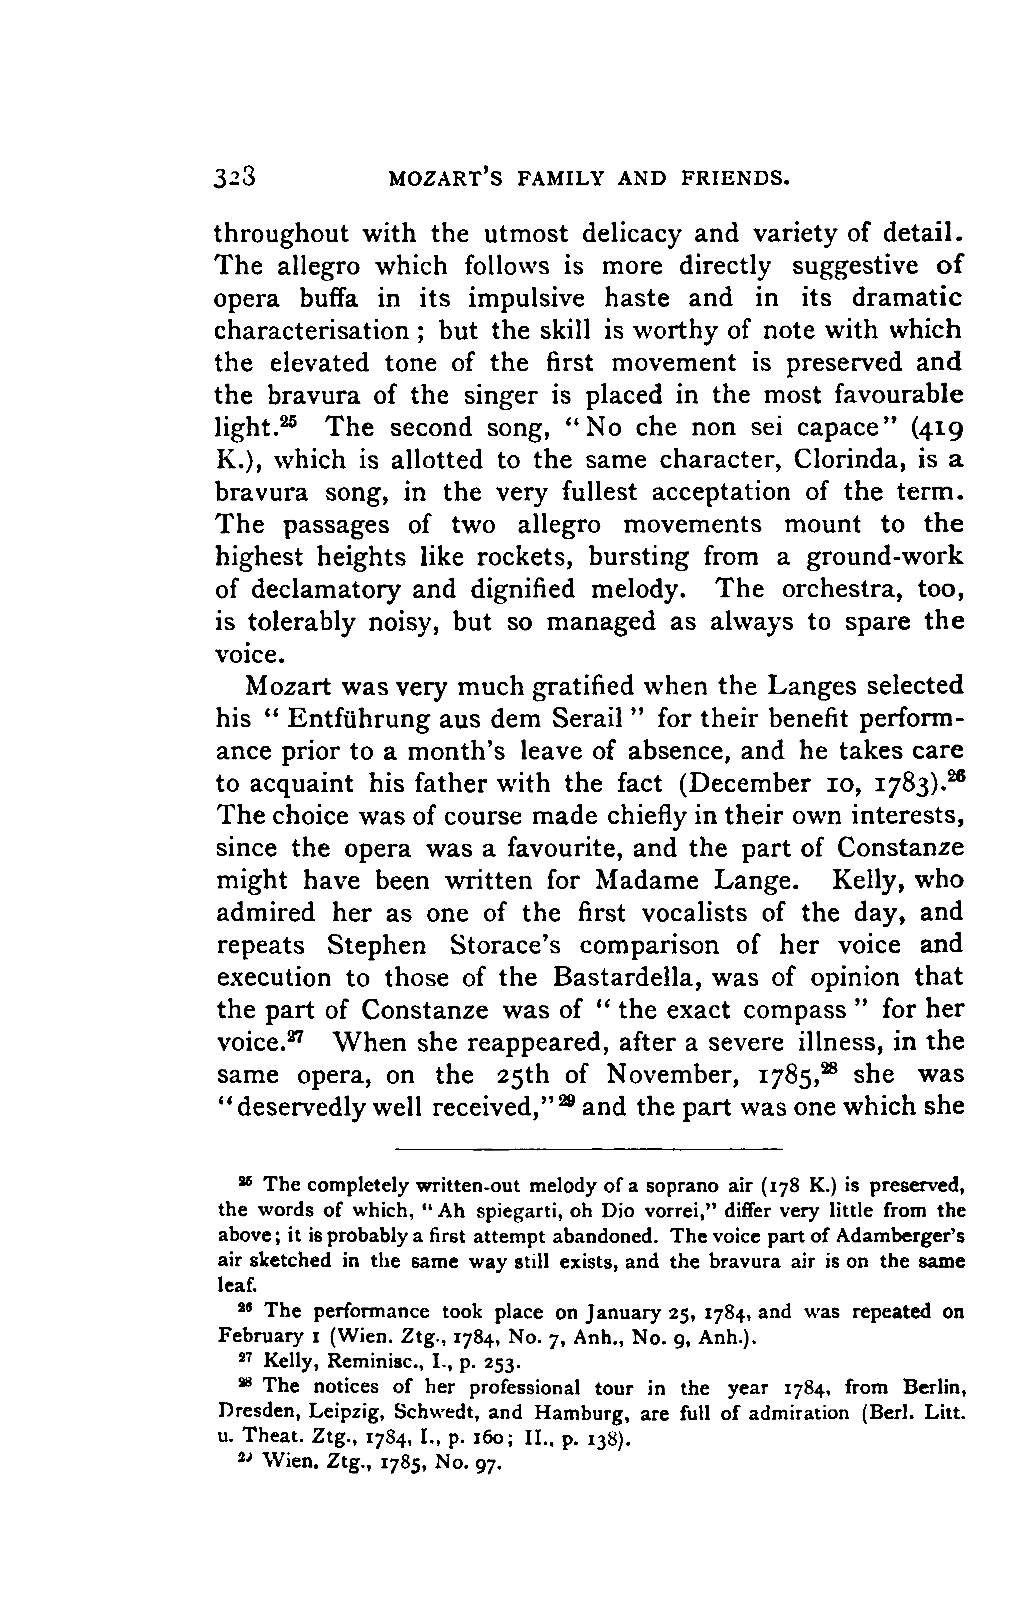 328 MOZART'S FAMILY AND FRIENDS.
throughout with the utmost delicacy and variety of detail.
The allegro which follows is more directly suggestive of
opera buffa in its impulsive haste and in its dramatic
characterisation ; but the skill is worthy of note with which
the elevated tone of the first movement is preserved and
the bravura of the singer is placed in the most favourable
light.²⁵ The second song, “ No che non sei capace” (419
K.), which is allotted to the same character, Clorinda, is a
bravura song, in the very fullest acceptation of the term.
The passages of two allegro movements mount to the
highest heights like rockets, bursting from a ground-work
of declamatory and dignified melody. The orchestra, too,
is tolerably noisy, but so managed as always to spare the
voice.
Mozart was very much gratified when the Langes selected
his “ Entführung aus dem Serail ” for their benefit perform-
ance prior to a month's leave of absence, and he takes care
to acquaint his father with the fact (December 10, 1783).²⁶
The choice was of course made chiefly in their own interests,
since the opera was a favourite, and the part of Constanze
might have been written for Madame Lange. Kelly, who
admired her as one of the first vocalists of the day, and
repeats Stephen Storace's comparison of her voice and
execution to those of the Bastardella, was of opinion that
the part of Constanze was of “ the exact compass ” for her
voice.²⁷ When she reappeared, after a severe illness, in the
same opera, on the 25th of November, 1785,²⁸ she was
“deservedly well received,”²⁹ and the part was one which she
²⁵ The completely written-out melody of a soprano air (178 K.) is preserved,
the words of which, “ Ah spiegarti, oh Dio vorrei,” differ very little from the
above; it is probably a first attempt abandoned. The voice part of Adamberger's
air sketched in the same way still exists, and the bravura air is on the same
leaf.
²⁶ The performance took place on January 25, 1784, and was repeated on
February 1 (Wien. Ztg., 1784, No. 7, Anh., No. 9, Anh.).
²⁷ Kelly, Reminisc., I., p. 253.
²⁸ The notices of her professional tour in the year 1784, from Berlin,
Dresden, Leipzig, Schwedt, and Hamburg, are full of admiration (Berl. Litt.
u. Theat. Ztg., 1784, I., p. 160; II., p. 138).
²⁹ Wien. Ztg., 1785, No. 97.